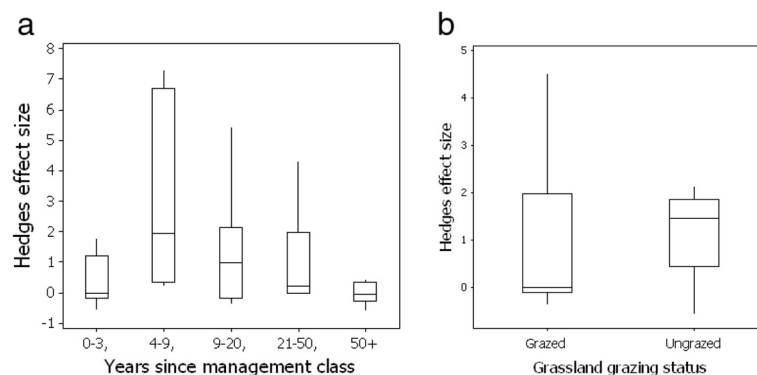 a
8
7
6
5
4
3
2
1
0
-1
Hedges effect size
0-3, 4-9, 9-20, 21-50, 50+
Years since management class
b
5
4
3
2
1
0
Hedges effect size
Grazed Ungrazed
Grassland grazing status